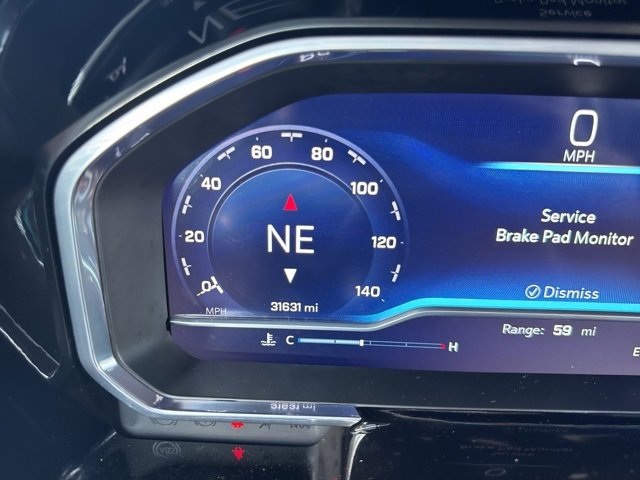 0
MPH
60 80
40 100
20 120
0 140
NE
31631 mi
MPH
Service
Brake Pad Monitor
Dismiss
Range: 59 mi
C H